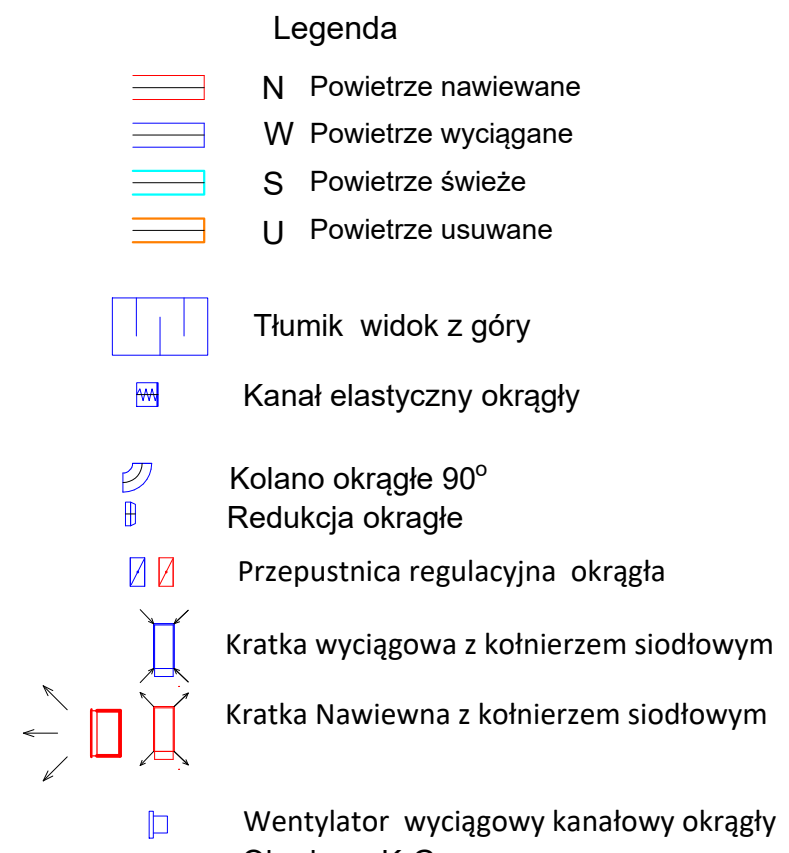 Legenda
N Powietrze nawiewane
W Powietrze wyciągane
S Powietrze świeże
U Powietrze usuwane
Tłumik widok z góry
Kanał elastyczny okrągły
Kolano okrągłe 90°
Redukcja okragłe
Przepustnica regulacyjna okrągła
Kratka wyciągowa z kołnierzem siodłowym
Kratka Nawiewna z kołnierzem siodłowym
Wentylator wyciągowy kanałowy okrągły